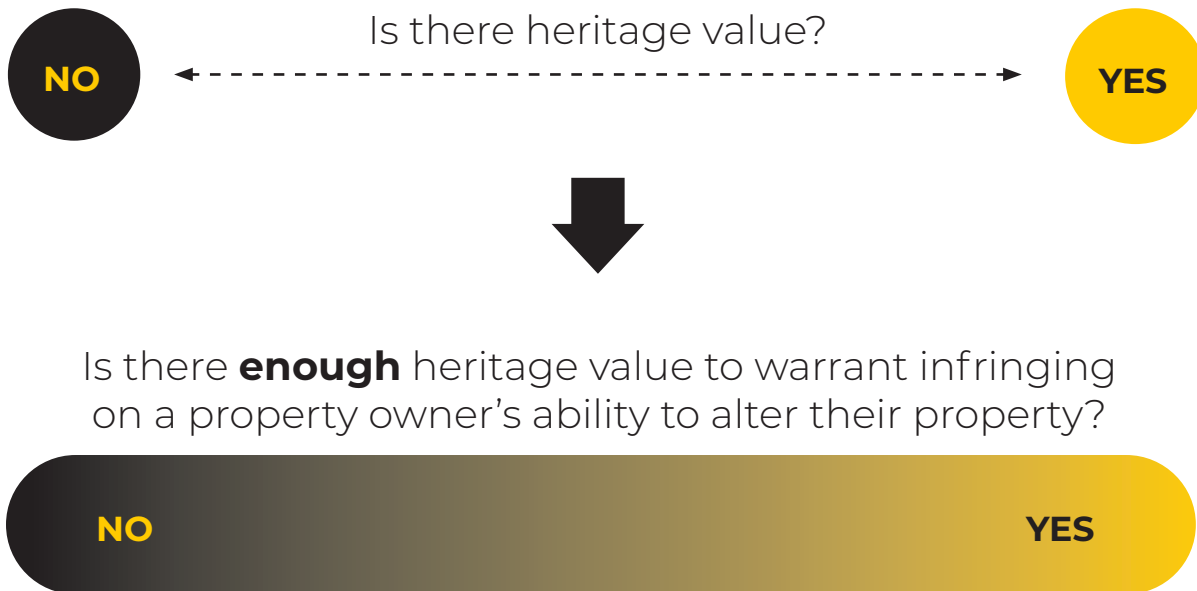 Is there heritage value?
NO
YES
Is there enough heritage value to warrant infringing
on a property owner’s ability to alter their property?
NO
YES